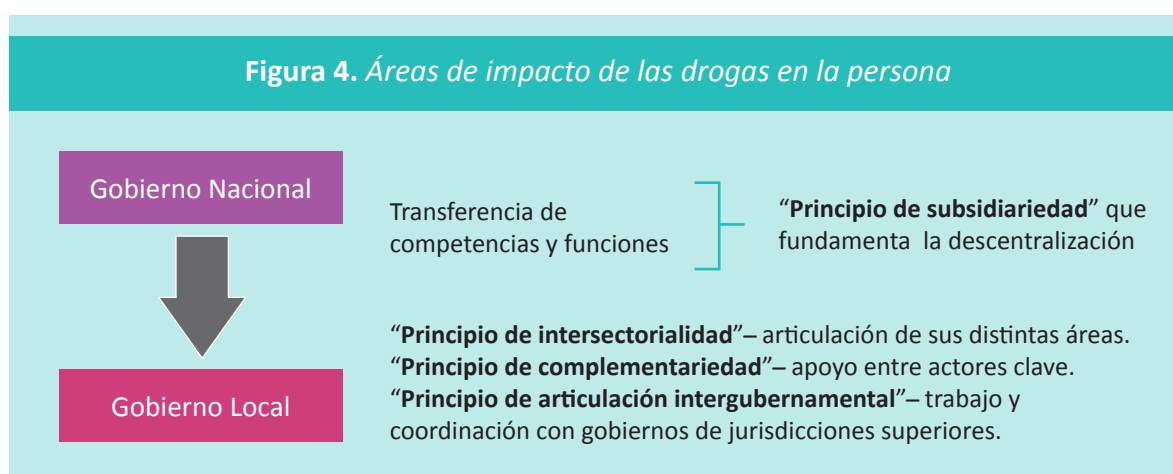 Figura 4. Áreas de impacto de las drogas en la persona
Gobierno Nacional
Transferencia de
competencias y funciones
“Principio de subsidiariedad” que
fundamenta la descentralización
“Principio de intersectorialidad”– articulación de sus distintas áreas.
“Principio de complementariedad”– apoyo entre actores clave.
“Principio de articulación intergubernamental”– trabajo y
coordinación con gobiernos de jurisdicciones superiores.
Gobierno Local